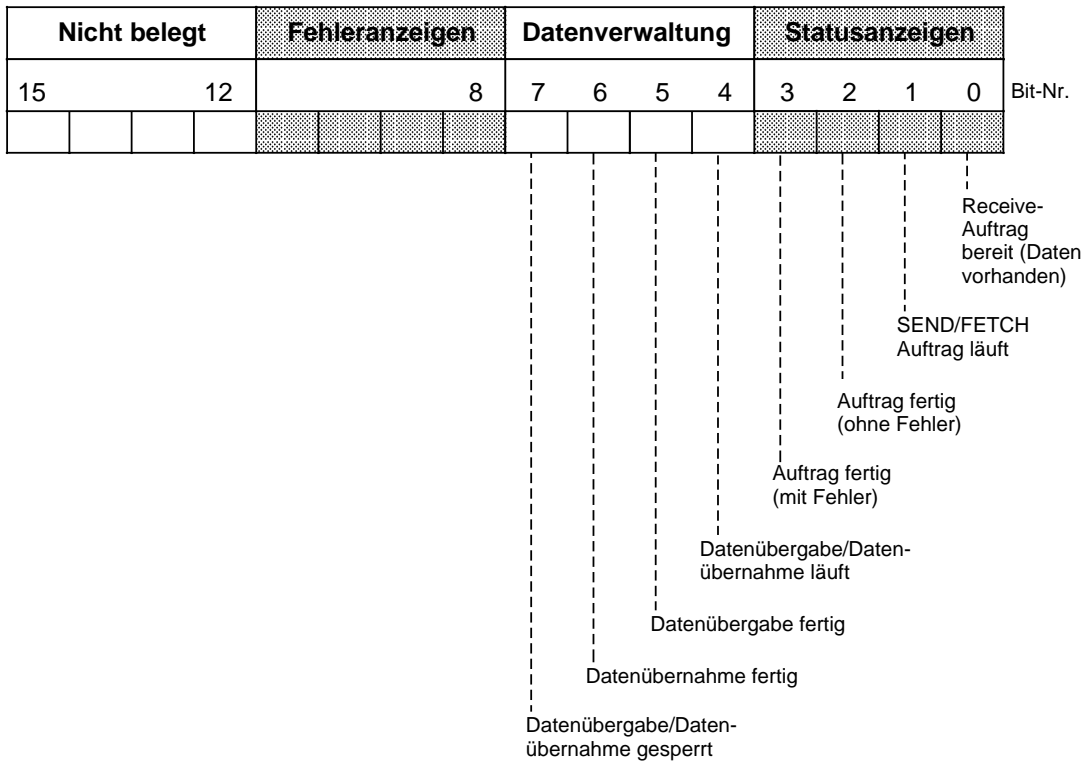 Nicht belegt Fehleranzeigen Datenverwaltung Statusanzeigen
15 12 8 7 6 5 4 3 2 1 0 Bit-Nr.
Receive-
Auftrag
bereit (Daten
vorhanden)
SEND/FETCH
Auftrag läuft
Auftrag fertig
(ohne Fehler)
Auftrag fertig
(mit Fehler)
Datenübergabe/Daten-
übernahme läuft
Datenübergabe fertig
Datenübernahme fertig
Datenübergabe/Daten-
übernahme gesperrt